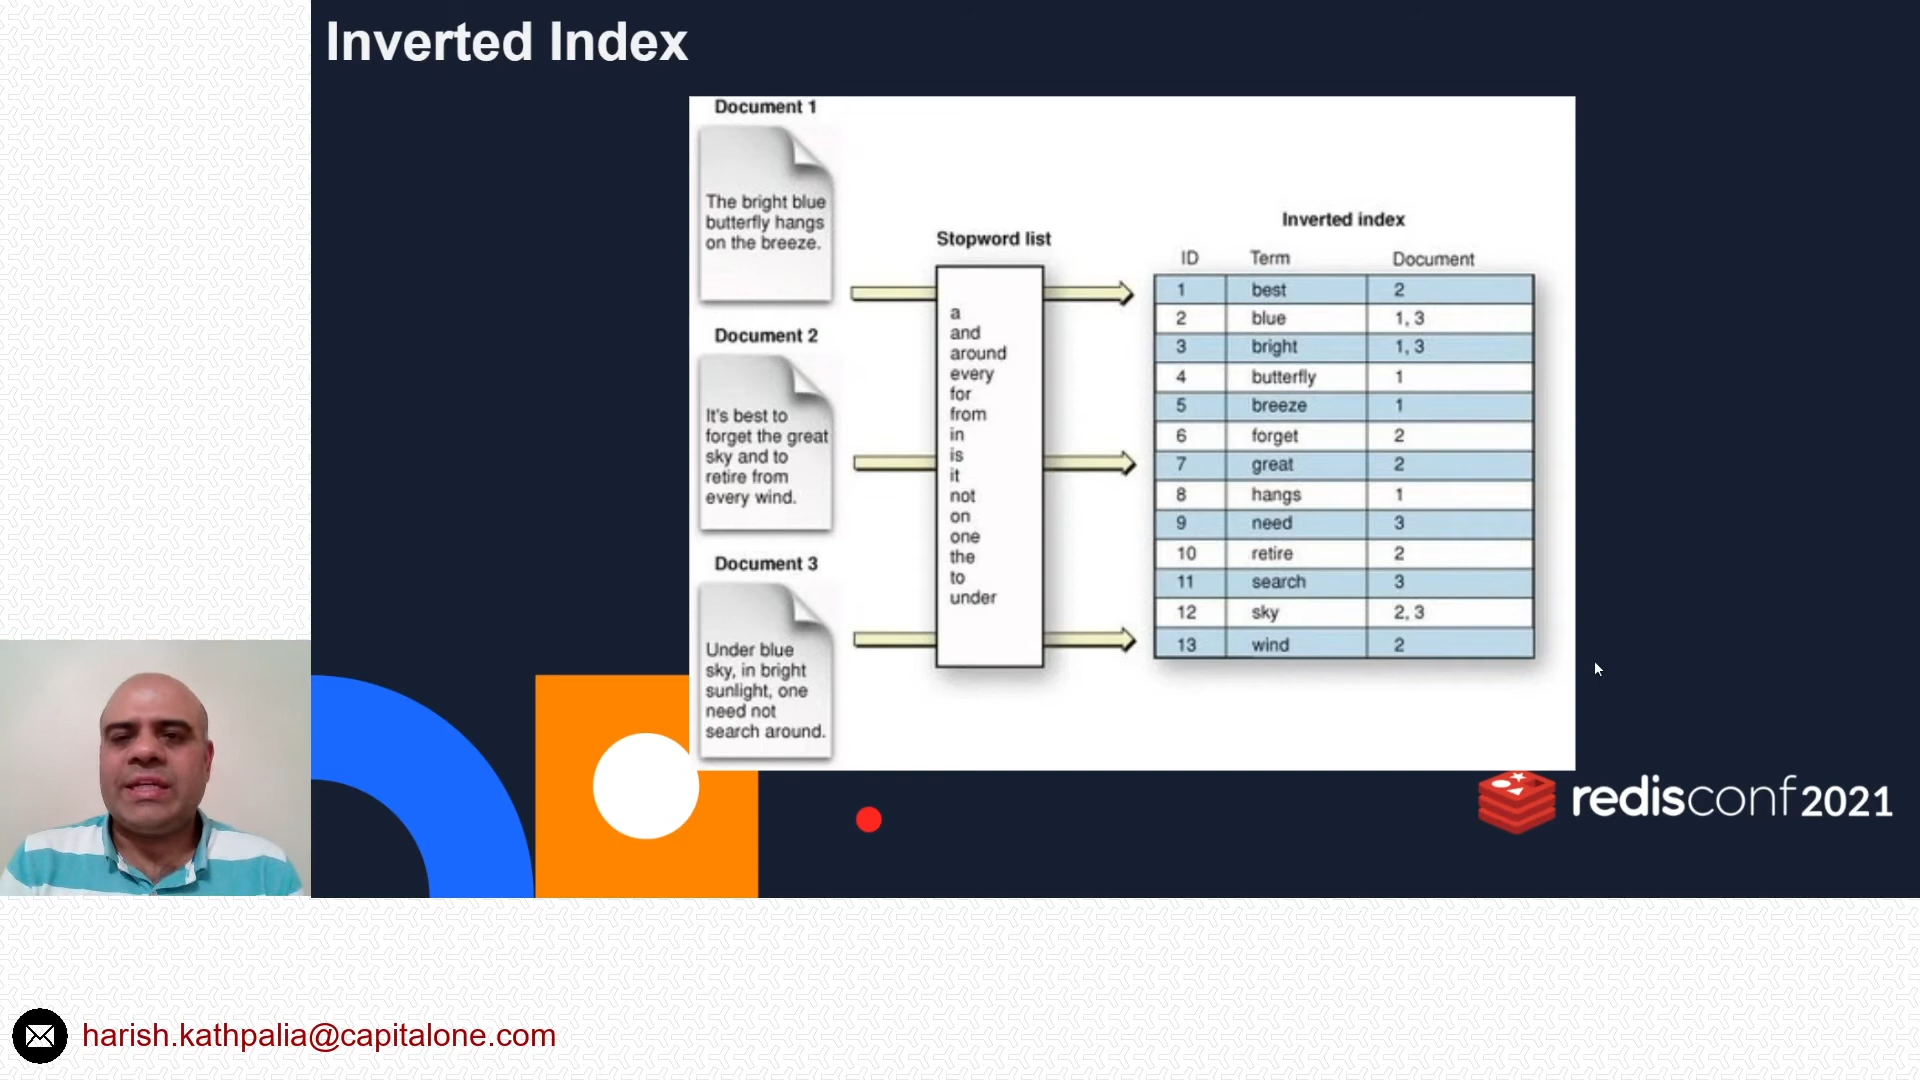 Inverted Index
Document 1
The bright blue
butterfly hangs
on the breeze.
Document 2
It's best to
forget the great
sky and to
retire from
every wind.
Document 3
Under blue
sky, in bright
sunlight, one
need not
search around.
Stopword list
a
and
around
every
for
from
in
is
it
not
on
one
the
to
under
Inverted index
ID Term Document
1 best 2
2 blue 1, 3
3 bright 1, 3
4 butterfly 1
5 breeze 1
6 forget 2
7 great 2
8 hangs 1
9 need 3
10 retire 2
11 search 3
12 sky 2, 3
13 wind 2
redisconf 2021
harish.kathpalia@capitalone.com